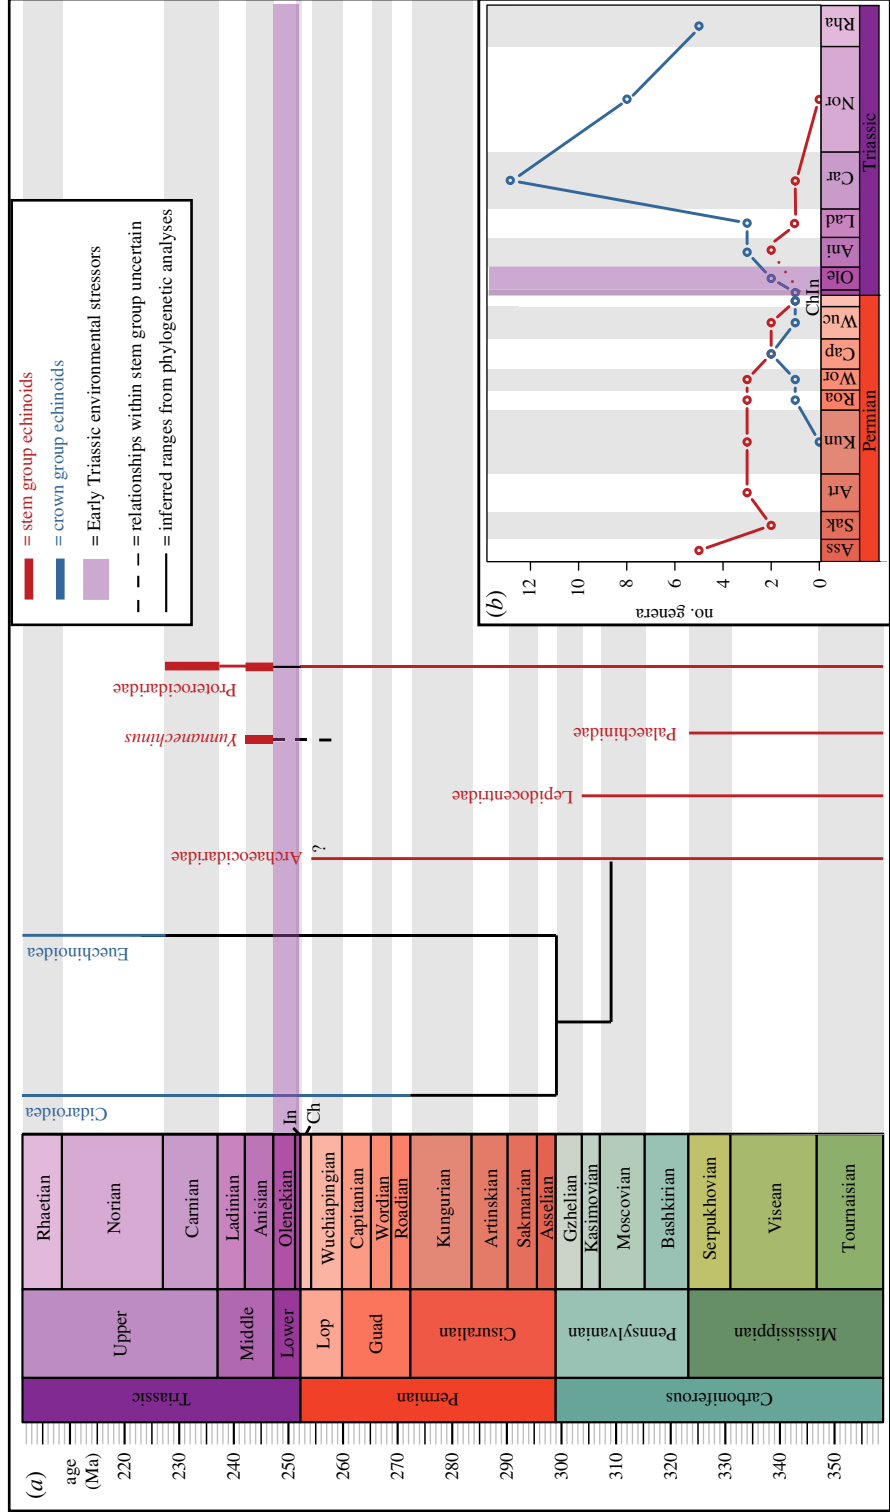 (a)
age
(Ma)
220
230
240
250
260
270
280
290
300
310
320
330
340
350
Triassic
Permian
Carboniferous
Upper
Middle
Lower
Lop
Guad
Cisuralian
Pennsylvanian
Mississippian
Rhaetian
Norian
Carnian
Ladinian
Anisian
Olenekian
In
Ch
Wuchiapingian
Capitanian
Wordian
Roadian
Kungurian
Artinskian
Sakmarian
Asselian
Gzhelian
Kasimovian
Moscovian
Bashkirian
Serpukhovian
Visean
Tournaisian
Cidaroidea
Euechinoidea
Archaeocidaridae
?
Lepidocentridae
Palaechinidae
Yunnanechinus
Proterocidaridae
= stem group echinoids
= crown group echinoids
= Early Triassic environmental stressors
= relationships within stem group uncertain
= inferred ranges from phylogenetic analyses
(b)
no. genera
12
10
8
6
4
2
0
Ass
Sak
Art
Kun
Roa
Wor
Cap
Wuc
ChIn
Ole
Ani
Lad
Car
Nor
Rha
Permian
Triassic